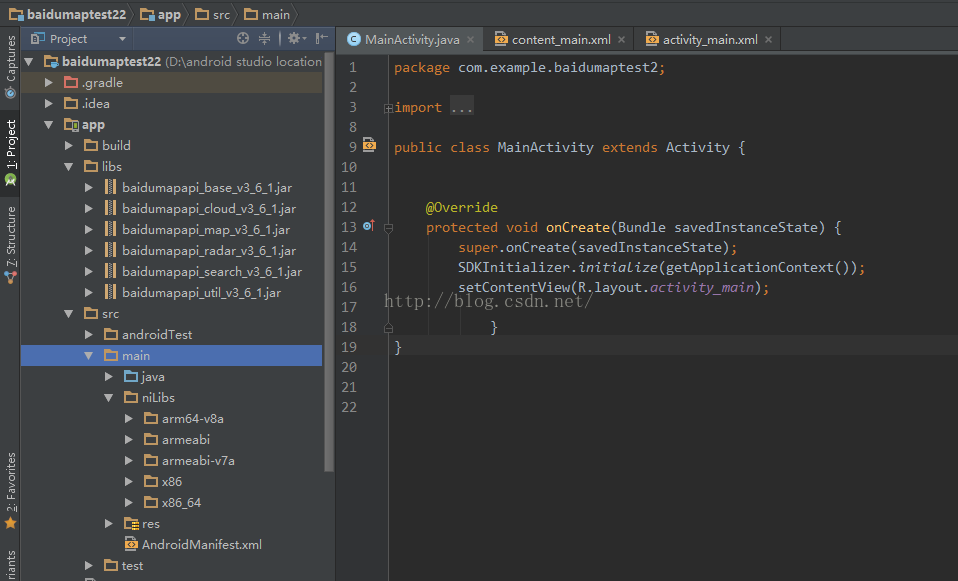 baidumaptest22 app src main
Project
MainActivity.java content_main.xml activity_main.xml
Captures
1: Project
7: Structure
2: Favorites
riants
baidumaptest22 (D:\android studio location
.gradle
.idea
app
build
libs
baidumapapi_base_v3_6_1.jar
baidumapapi_cloud_v3_6_1.jar
baidumapapi_map_v3_6_1.jar
baidumapapi_radar_v3_6_1.jar
baidumapapi_search_v3_6_1.jar
baidumapapi_util_v3_6_1.jar
src
androidTest
main
java
niLibs
arm64-v8a
armeabi
armeabi-v7a
x86
x86_64
res
AndroidManifest.xml
test
1 package com.example.baidumaptest2;
2
3 import ...
8
9 public class MainActivity extends Activity {
10
11
12 @Override
13 protected void onCreate(Bundle savedInstanceState) {
14 super.onCreate(savedInstanceState);
15 SDKInitializer.initialize(getApplicationContext());
16 setContentView(R.layout.activity_main);
17
http://blog.csdn.net/
18 }
19 }
20
21
22